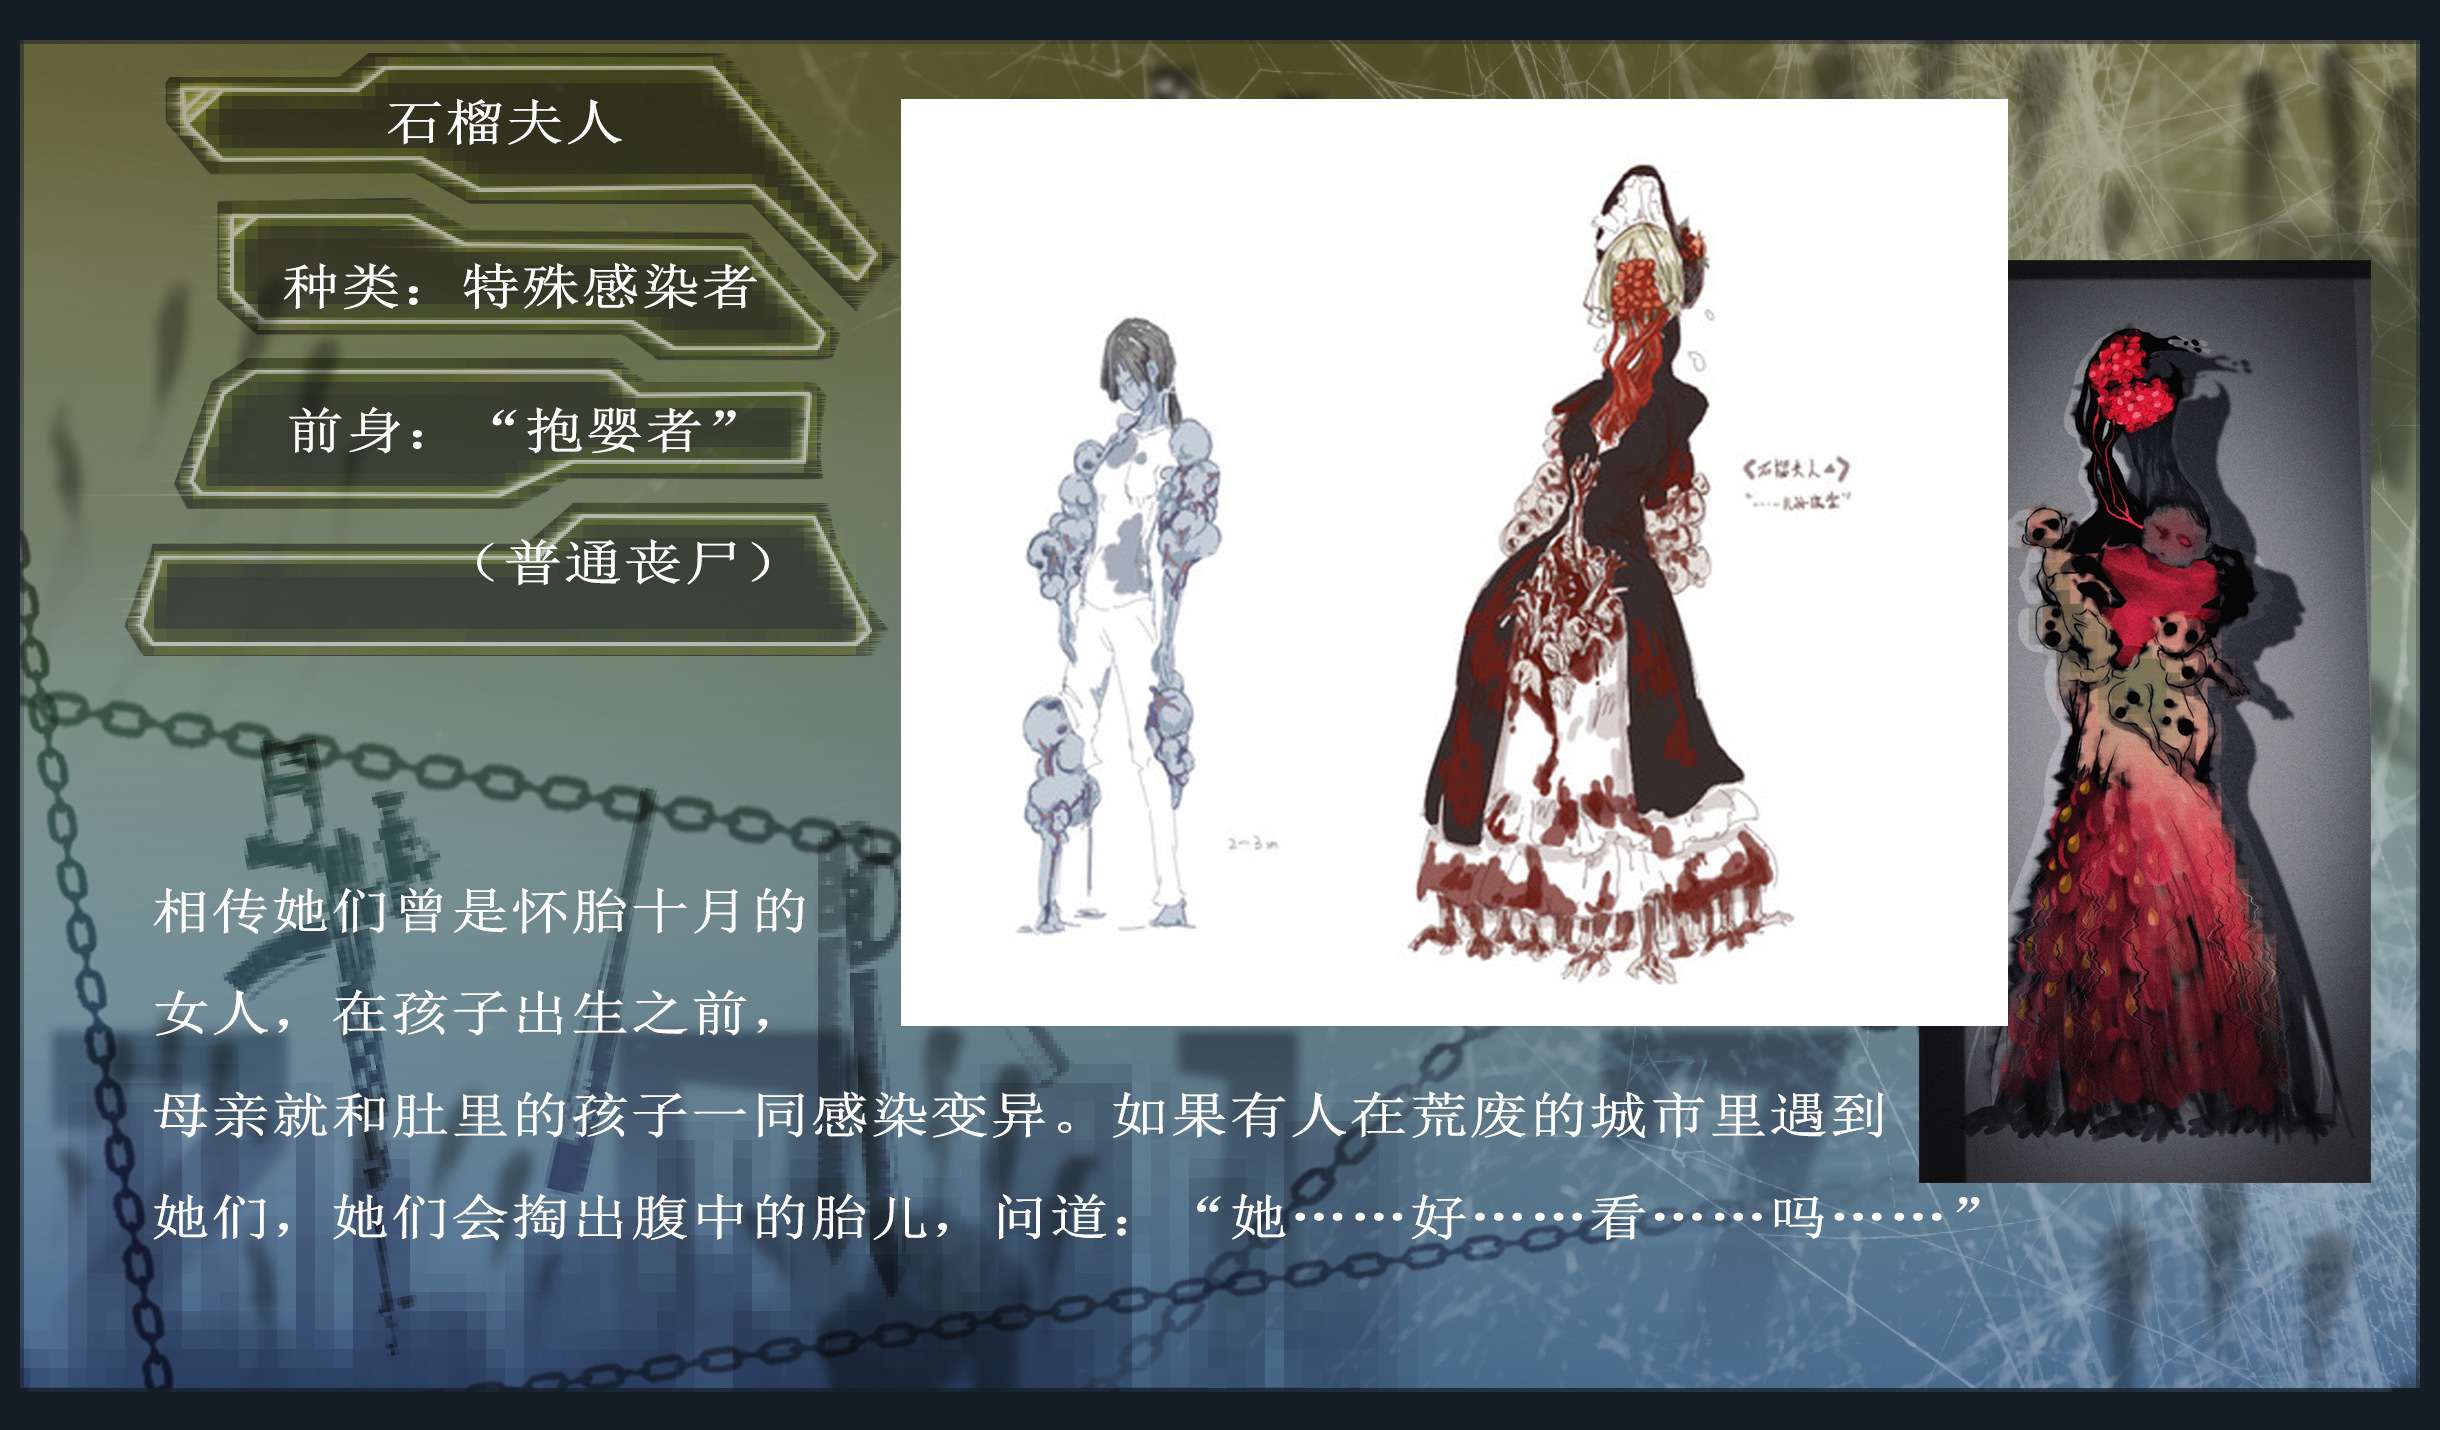 石榴夫人
种类：特殊感染者
前身：“抱婴者”
（普通丧尸）
《石榴夫人》
2-3m
相传她们曾是怀胎十月的
女人，在孩子出生之前，
母亲就和肚里的孩子一同感染变异。如果有人在荒废的城市里遇到
她们，她们会掏出腹中的胎儿，问道：“她……好……看……吗……”